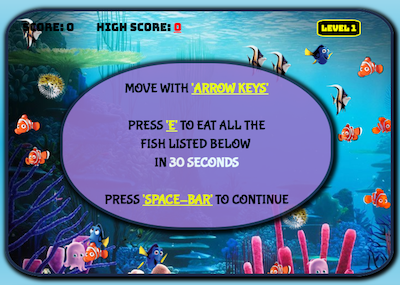 SCORE: 0 HIGH SCORE: 0 LEVEL 1
MOVE WITH 'ARROW KEYS'
PRESS 'E' TO EAT ALL THE
FISH LISTED BELOW
IN 30 SECONDS
PRESS 'SPACE-BAR' TO CONTINUE